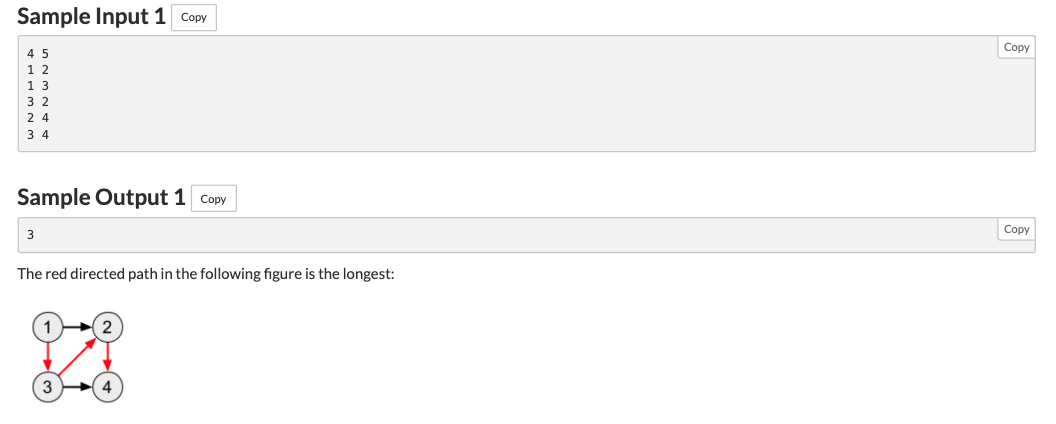 Sample Input 1 Copy
Copy
4 5
1 2
1 3
3 2
2 4
3 4
Sample Output 1 Copy
Copy
3
The red directed path in the following figure is the longest:
1 2
3 4